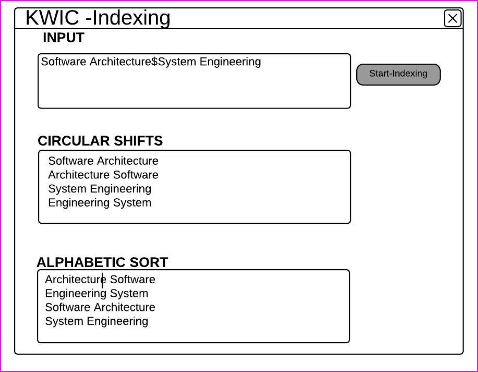 KWIC -Indexing
INPUT
Software Architecture$System Engineering
Start-Indexing
CIRCULAR SHIFTS
Software Architecture
Architecture Software
System Engineering
Engineering System
ALPHABETIC SORT
Architecture Software
Engineering System
Software Architecture
System Engineering